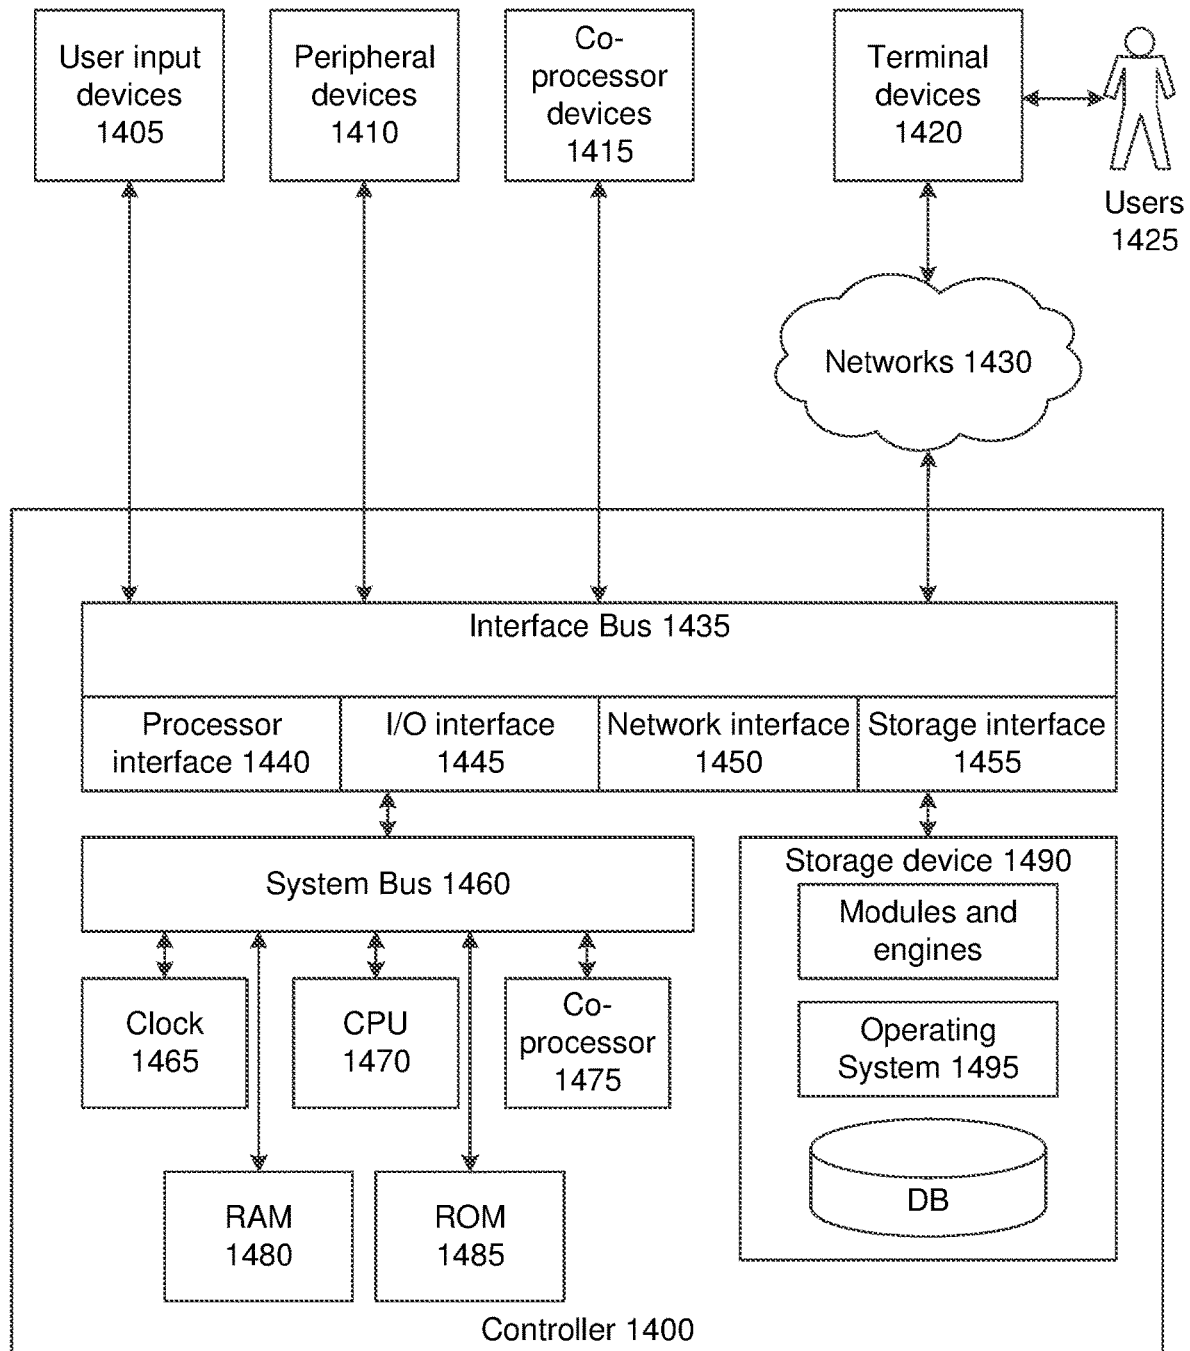 User input
devices
1405
Peripheral
devices
1410
Co-
processor
devices
1415
Terminal
devices
1420
Users
1425
Networks 1430
Interface Bus 1435
Processor
interface 1440
I/O interface
1445
Network interface
1450
Storage interface
1455
System Bus 1460
Storage device 1490
Modules and
engines
Operating
System 1495
DB
Clock
1465
CPU
1470
Co-
processor
1475
RAM
1480
ROM
1485
Controller 1400